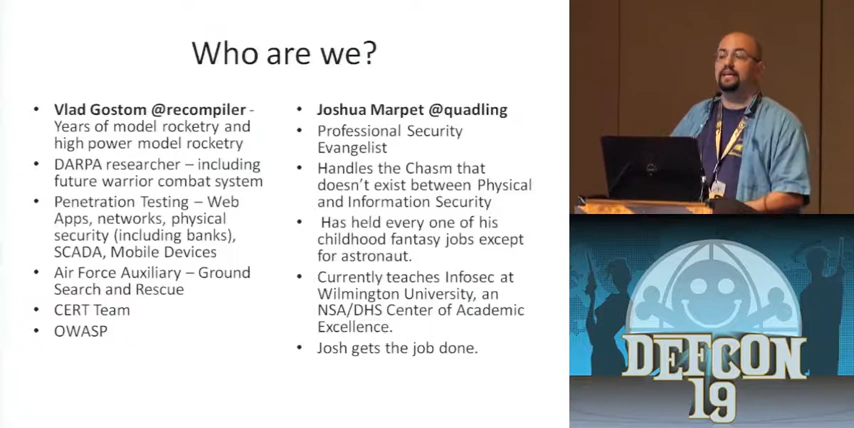 Who are we?
• Vlad Gostom @recompiler -
Years of model rocketry and
high power model rocketry
• DARPA researcher – including
future warrior combat system
• Penetration Testing – Web
Apps, networks, physical
security (including banks),
SCADA, Mobile Devices
• Air Force Auxiliary – Ground
Search and Rescue
• CERT Team
• OWASP
• Joshua Marpet @quadling
• Professional Security
Evangelist
• Handles the Chasm that
doesn't exist between Physical
and Information Security
• Has held every one of his
childhood fantasy jobs except
for astronaut.
• Currently teaches Infosec at
Wilmington University, an
NSA/DHS Center of Academic
Excellence.
• Josh gets the job done.
DEFCON
19